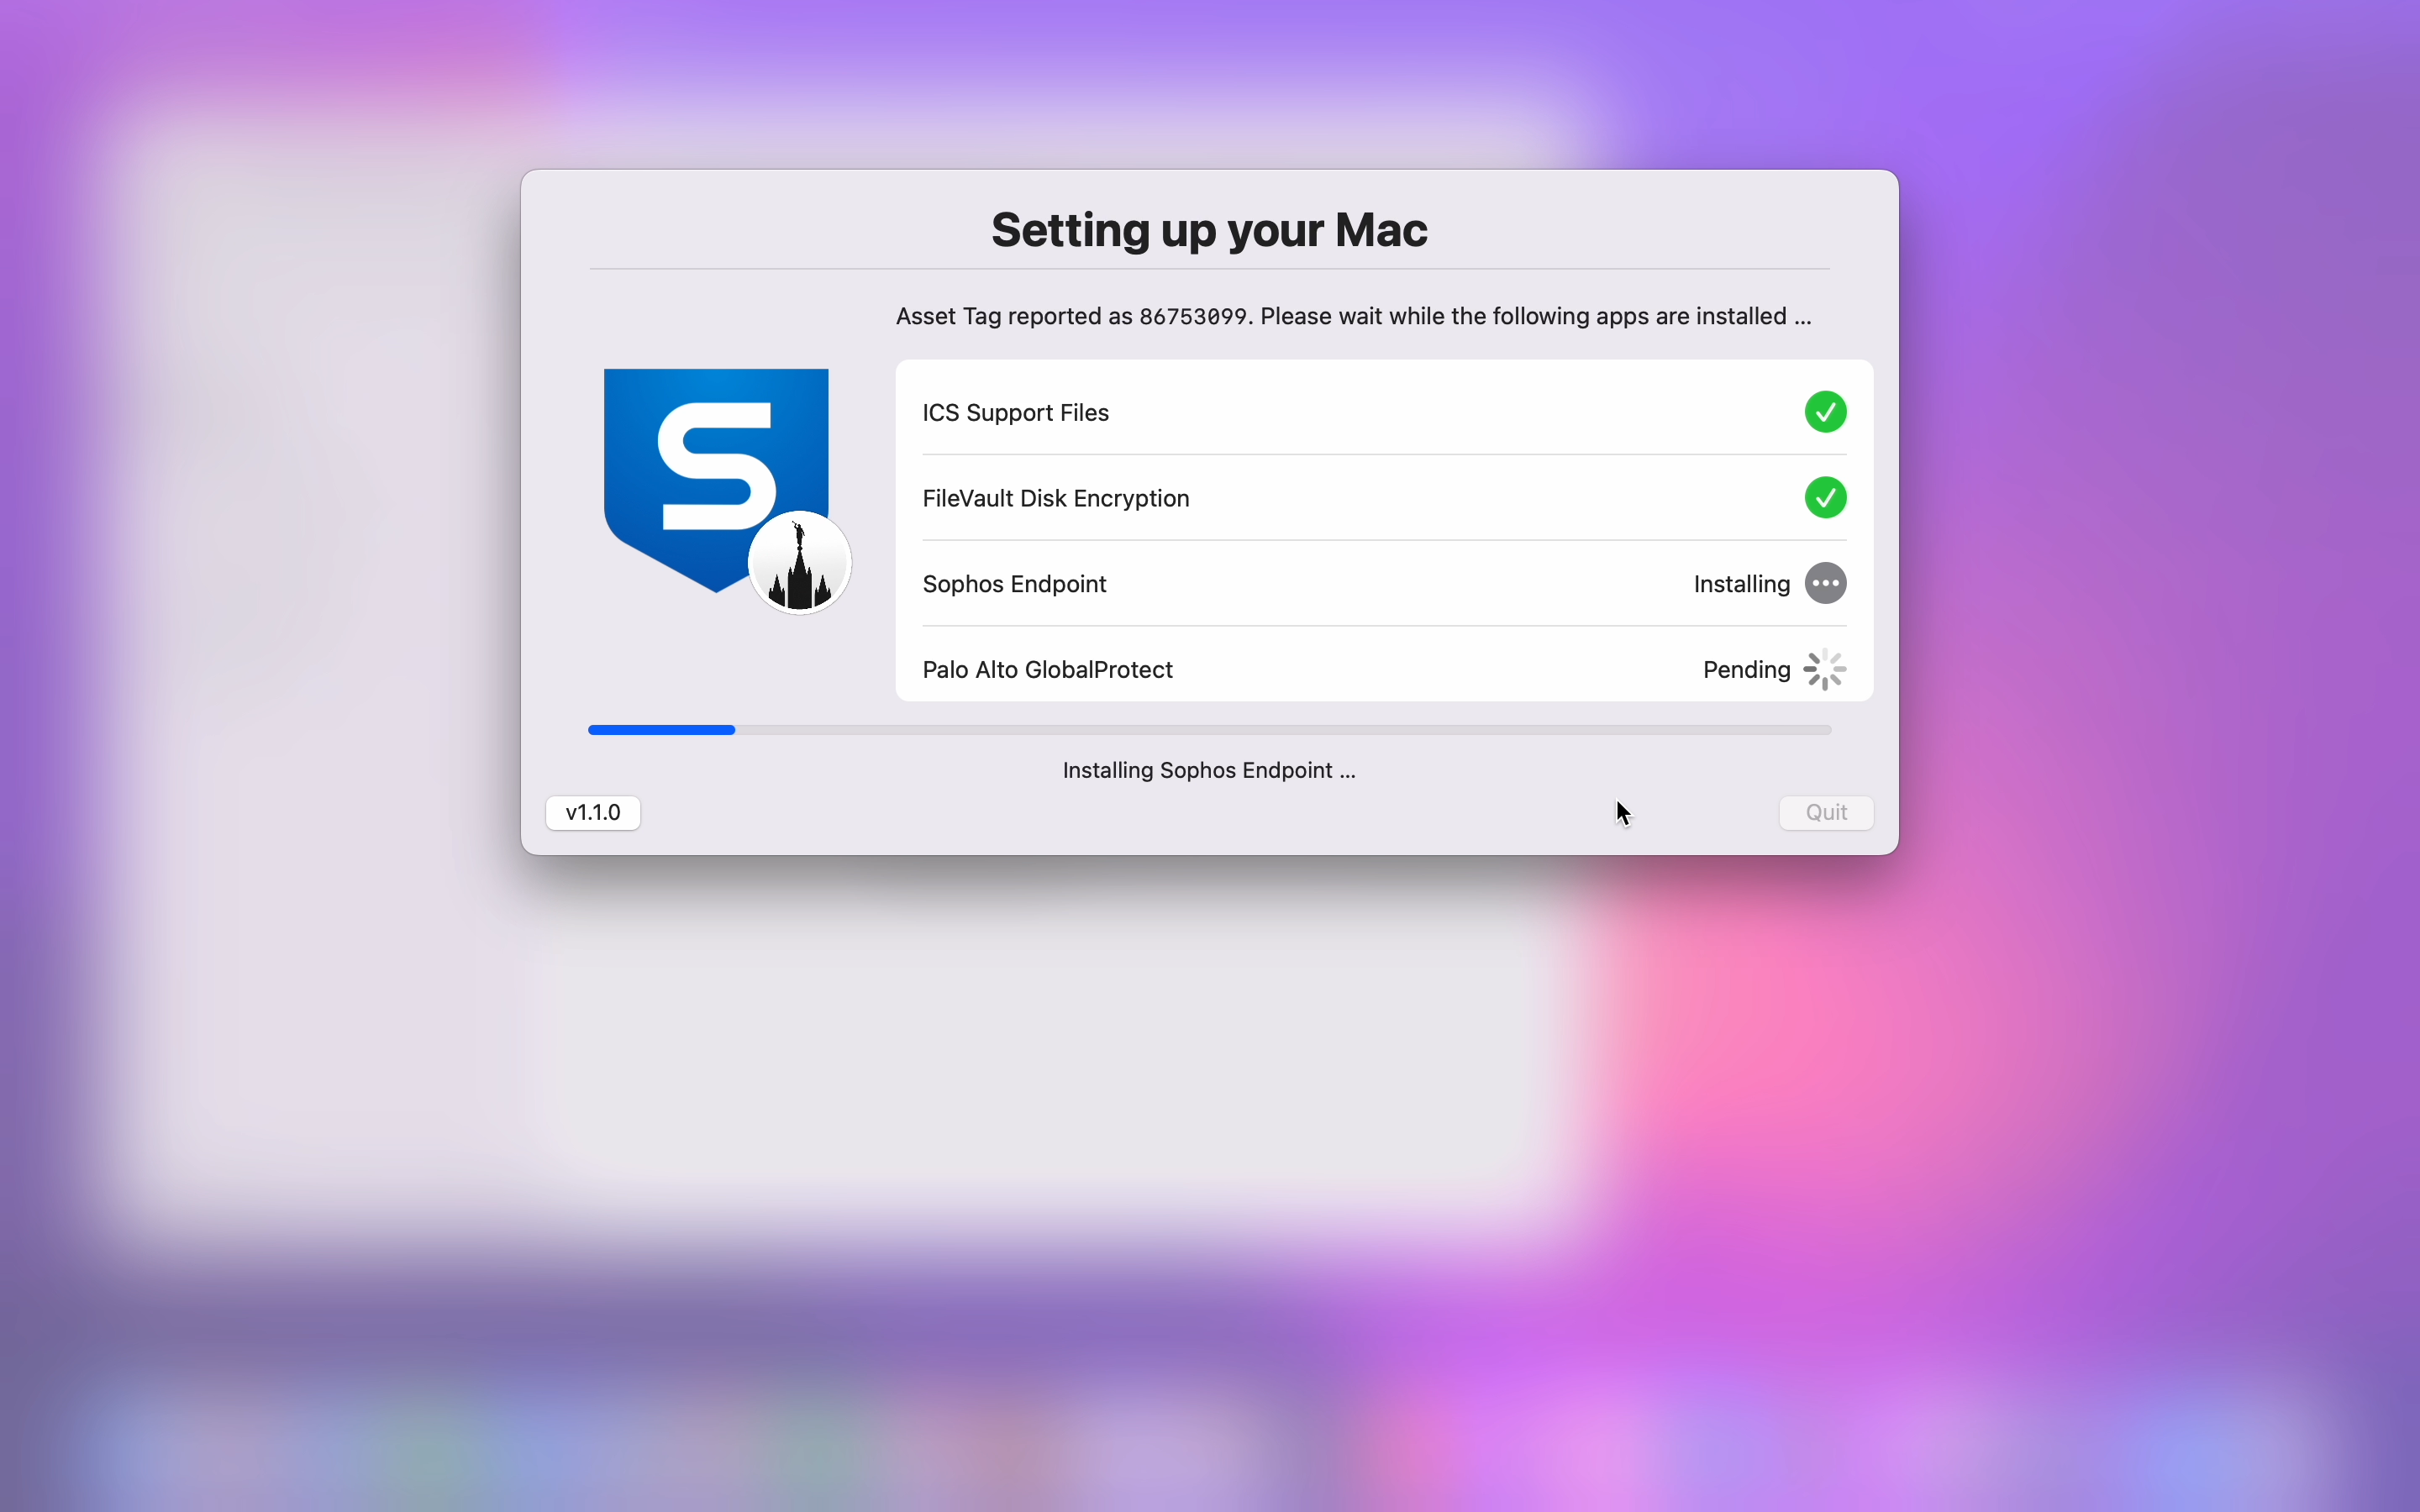 Setting up your Mac
Asset Tag reported as 86753099. Please wait while the following apps are installed ...
ICS Support Files
FileVault Disk Encryption
Sophos Endpoint Installing
Palo Alto GlobalProtect Pending
Installing Sophos Endpoint ...
v1.1.0 Quit